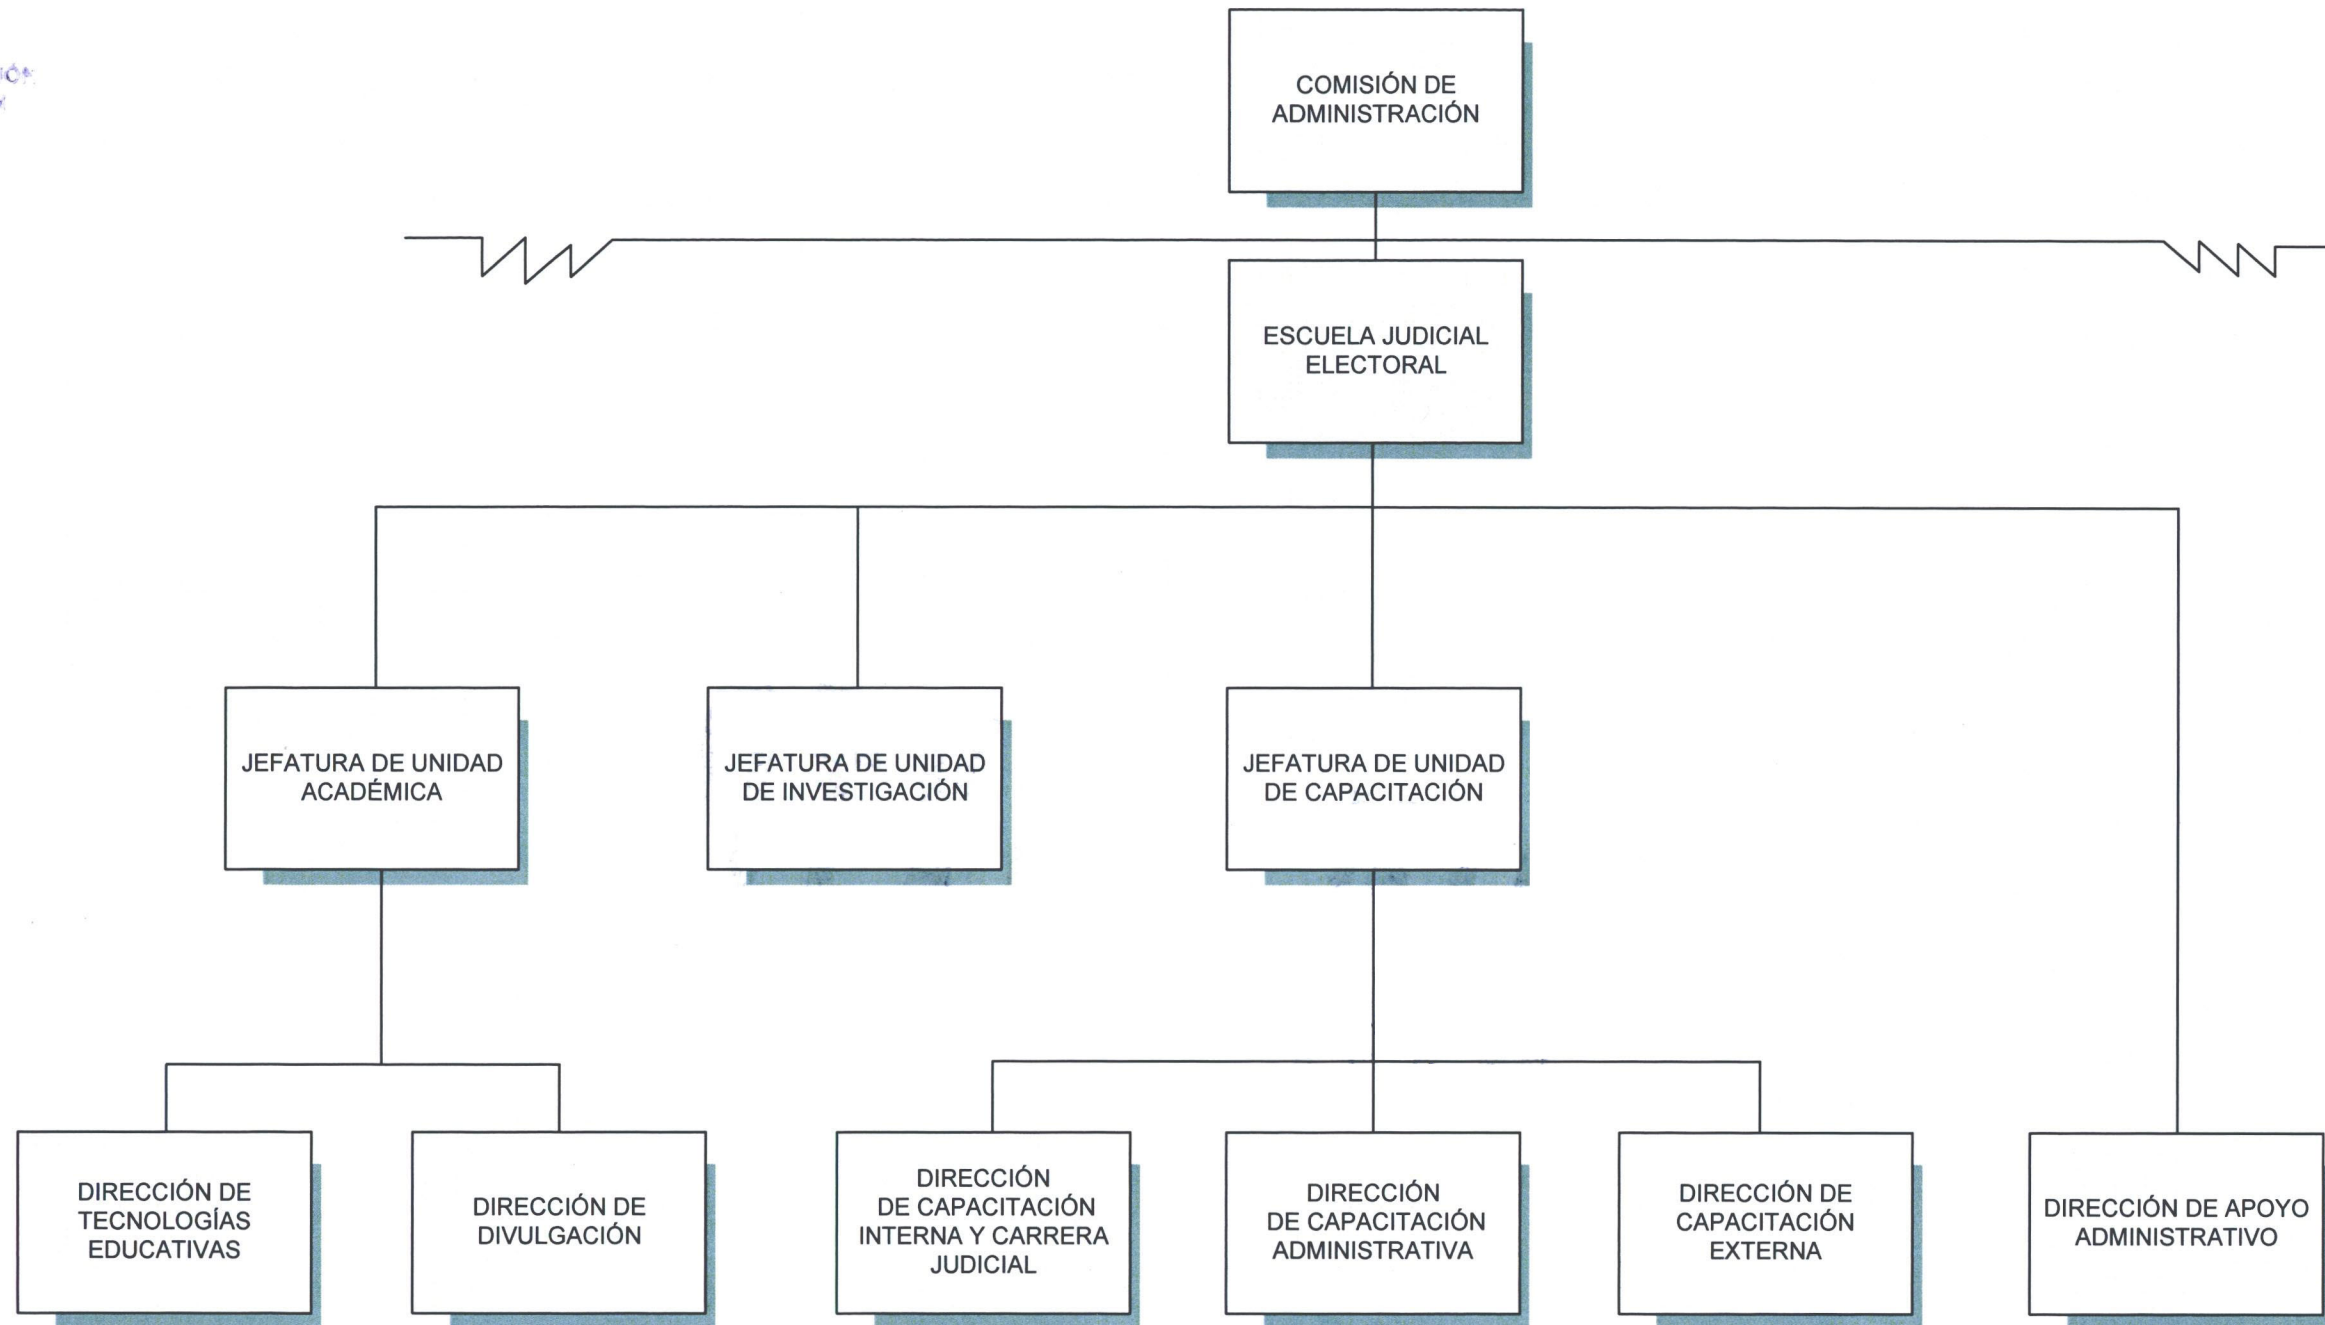 COMISIÓN DE
ADMINISTRACIÓN
ESCUELA JUDICIAL
ELECTORAL
JEFATURA DE UNIDAD
ACADÉMICA
JEFATURA DE UNIDAD
DE INVESTIGACIÓN
JEFATURA DE UNIDAD
DE CAPACITACIÓN
DIRECCIÓN DE
TECNOLOGÍAS
EDUCATIVAS
DIRECCIÓN DE
DIVULGACIÓN
DIRECCIÓN
DE CAPACITACIÓN
INTERNA Y CARRERA
JUDICIAL
DIRECCIÓN
DE CAPACITACIÓN
ADMINISTRATIVA
DIRECCIÓN DE
CAPACITACIÓN
EXTERNA
DIRECCIÓN DE APOYO
ADMINISTRATIVO